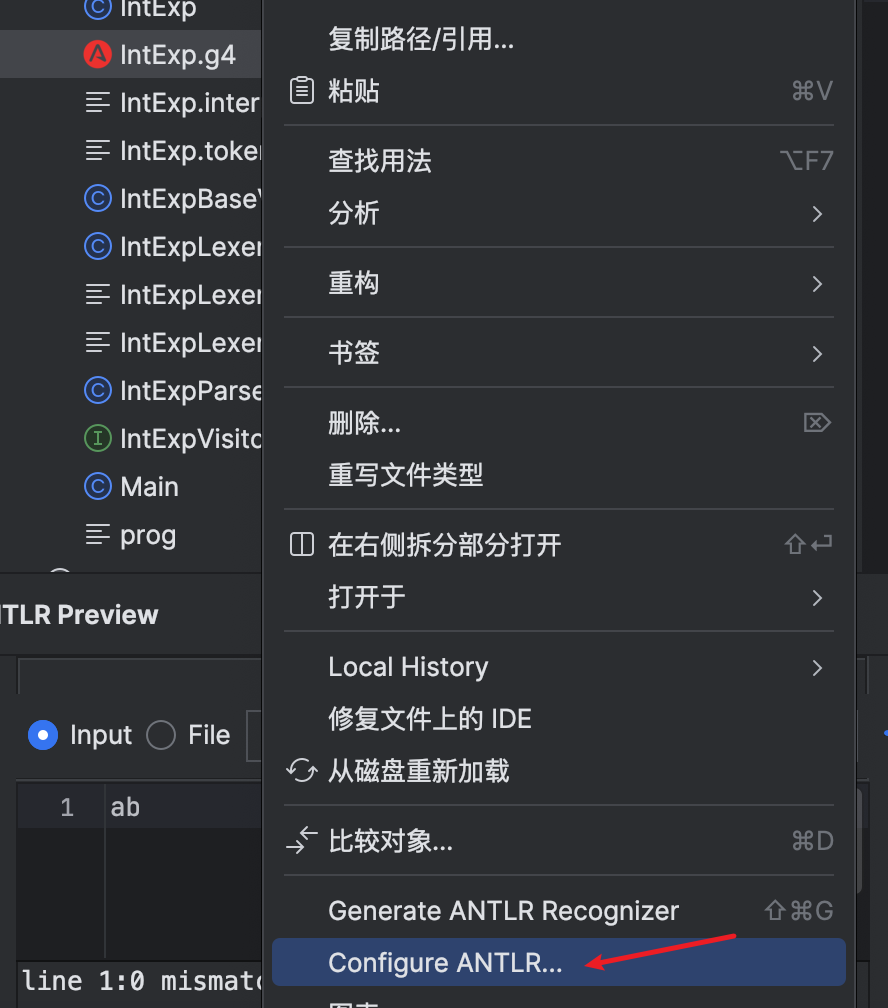 IntExp
IntExp.g4
IntExp.inter
IntExp.toke
IntExpBase
IntExpLexer
IntExpLexer
IntExpLexer
IntExpParse
IntExpVisito
Main
prog
TLR Preview
Input
File
1 ab
line 1:0 mismatc
复制路径/引用...
粘贴 ⌘V
查找用法 ⌥F7
分析
重构
书签
删除...
重写文件类型
在右侧拆分部分打开 ⇧⏎
打开于
Local History
修复文件上的 IDE
从磁盘重新加载
比较对象... ⌘D
Generate ANTLR Recognizer ⇧⌘G
Configure ANTLR...